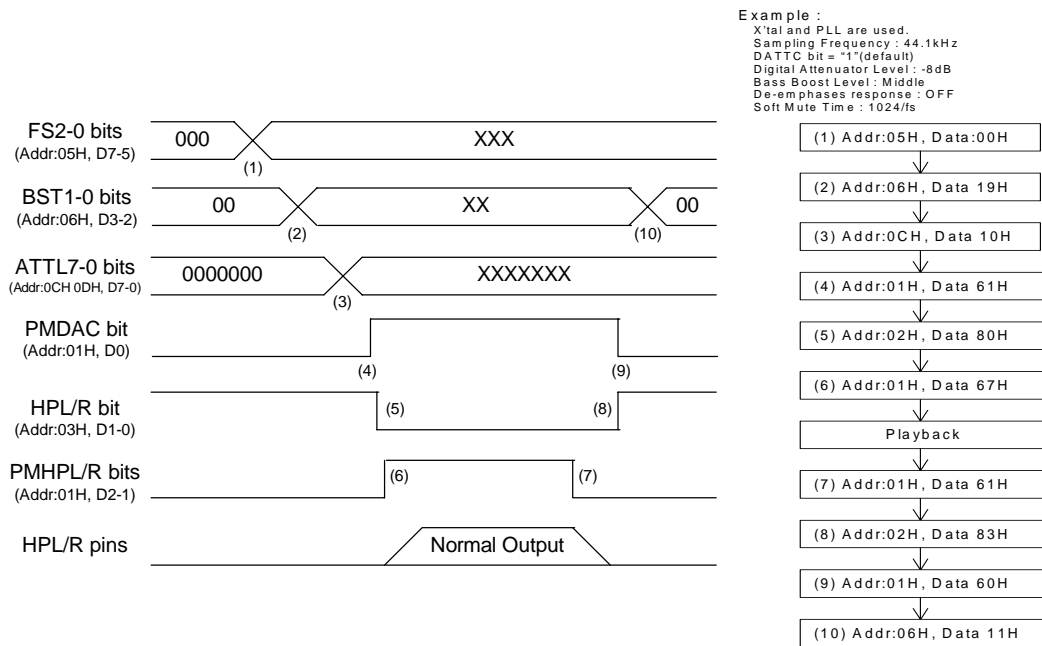 Example :
X'tal and PLL are used.
Sampling Frequency : 44.1kHz
DATTC bit = "1"(default)
Digital Attenuator Level : -8dB
Bass Boost Level : Middle
De-emphases response : OFF
Soft Mute Time : 1024/fs
FS2-0 bits
(Addr:05H, D7-5)
000
XXX
(1)
BST1-0 bits
(Addr:06H, D3-2)
00
XX
00
(2)
(10)
ATTL7-0 bits
(Addr:0CH 0DH, D7-0)
0000000
XXXXXXX
(3)
PMDAC bit
(Addr:01H, D0)
(4)
(9)
HPL/R bit
(Addr:03H, D1-0)
(5)
(8)
PMHPL/R bits
(Addr:01H, D2-1)
(6)
(7)
HPL/R pins
Normal Output
(1) Addr:05H, Data:00H
(2) Addr:06H, Data 19H
(3) Addr:0CH, Data 10H
(4) Addr:01H, Data 61H
(5) Addr:02H, Data 80H
(6) Addr:01H, Data 67H
Playback
(7) Addr:01H, Data 61H
(8) Addr:02H, Data 83H
(9) Addr:01H, Data 60H
(10) Addr:06H, Data 11H